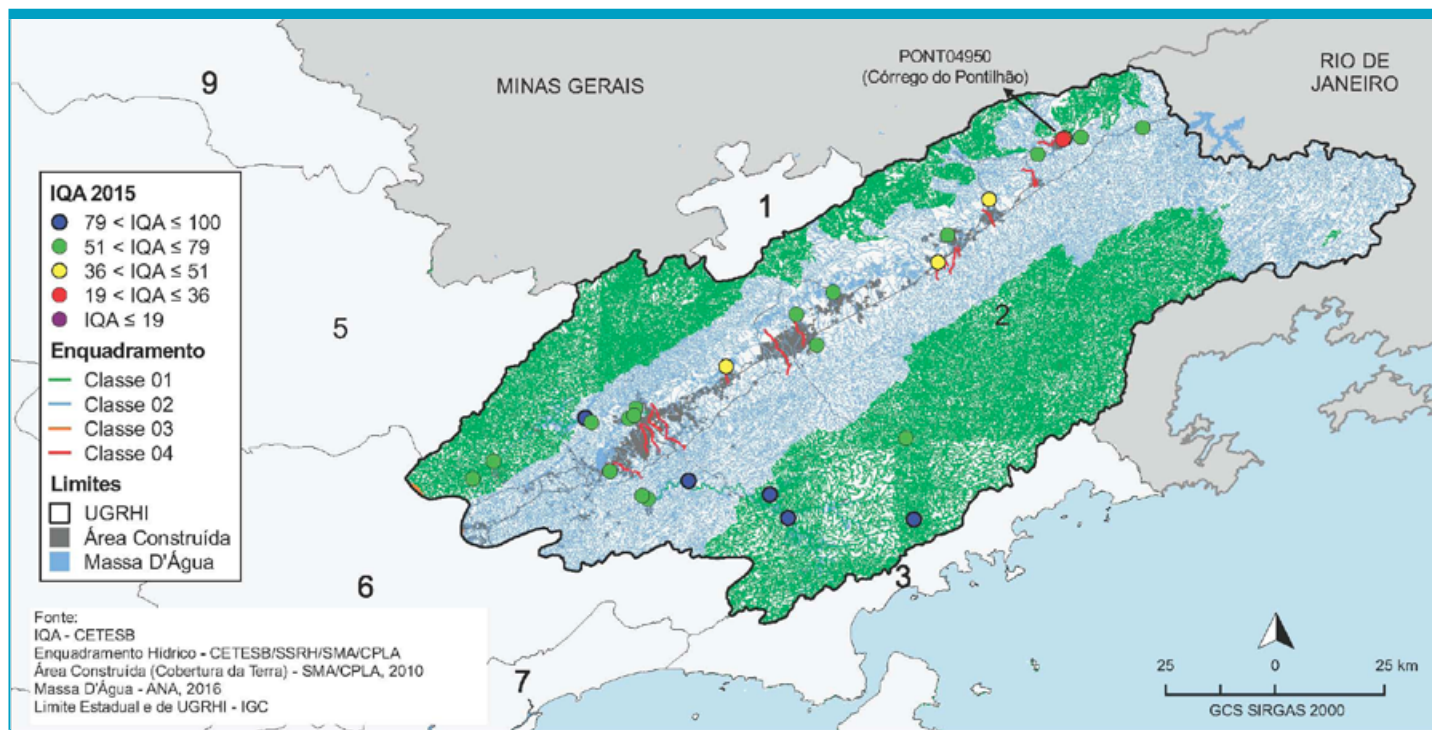 9
MINAS GERAIS
PONT04950
(Córrego do Pontilhão)
RIO DE
JANEIRO
IQA 2015
79 < IQA ≤ 100
51 < IQA ≤ 79
36 < IQA ≤ 51
19 < IQA ≤ 36
IQA ≤ 19
Enquadramento
Classe 01
Classe 02
Classe 03
Classe 04
Limites
UGRHI
Área Construída
Massa D'Água
1
5
2
3
6
7
Fonte:
IQA - CETESB
Enquadramento Hídrico - CETESB/SSRH/SMA/CPLA
Área Construída (Cobertura da Terra) - SMA/CPLA, 2010
Massa D'Água - ANA, 2016
Limite Estadual e de UGRHI - IGC
25 0 25 km
GCS SIRGAS 2000